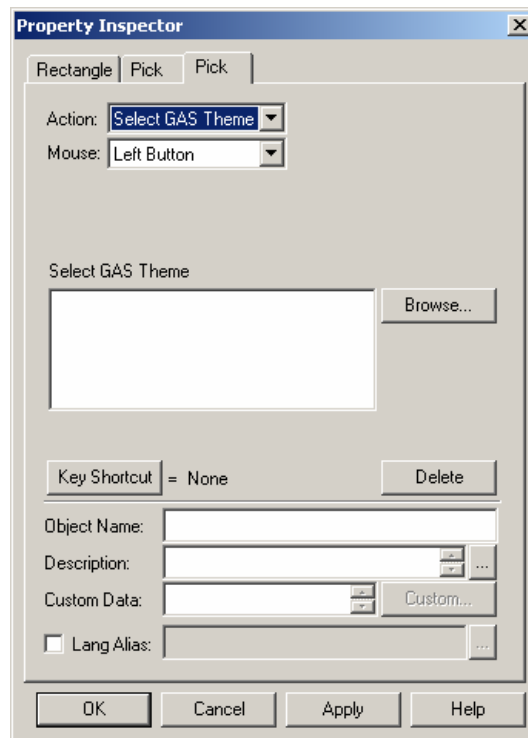 Property Inspector
Rectangle Pick Pick
Action: Select GAS Theme
Mouse: Left Button
Select GAS Theme
Browse...
Key Shortcut = None Delete
Object Name:
Description: ...
Custom Data: Custom...
Lang Alias: ...
OK Cancel Apply Help